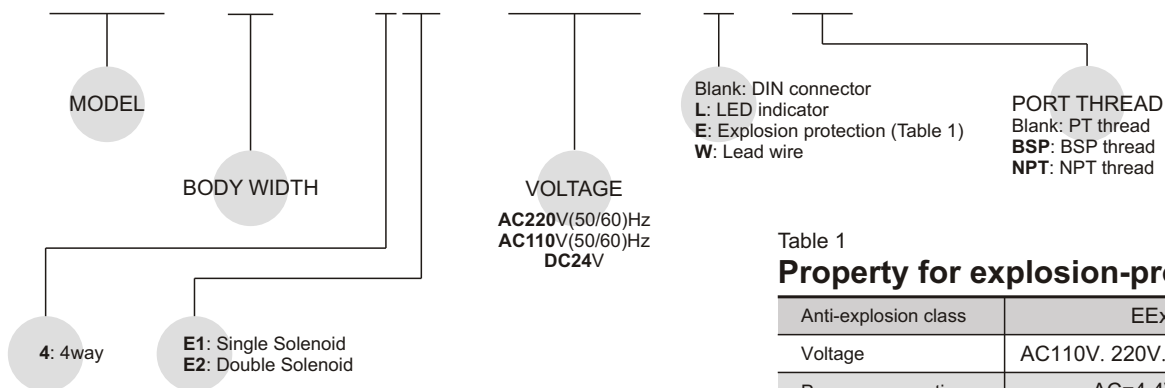 MODEL
BODY WIDTH
4: 4way
E1: Single Solenoid
E2: Double Solenoid
VOLTAGE
AC220V(50/60)Hz
AC110V(50/60)Hz
DC24V
Blank: DIN connector
L: LED indicator
E: Explosion protection (Table 1)
W: Lead wire
PORT THREAD
Blank: PT thread
BSP: BSP thread
NPT: NPT thread
Table 1
Property for explosion-pro
Anti-explosion class EEx
Voltage AC110V. 220V.